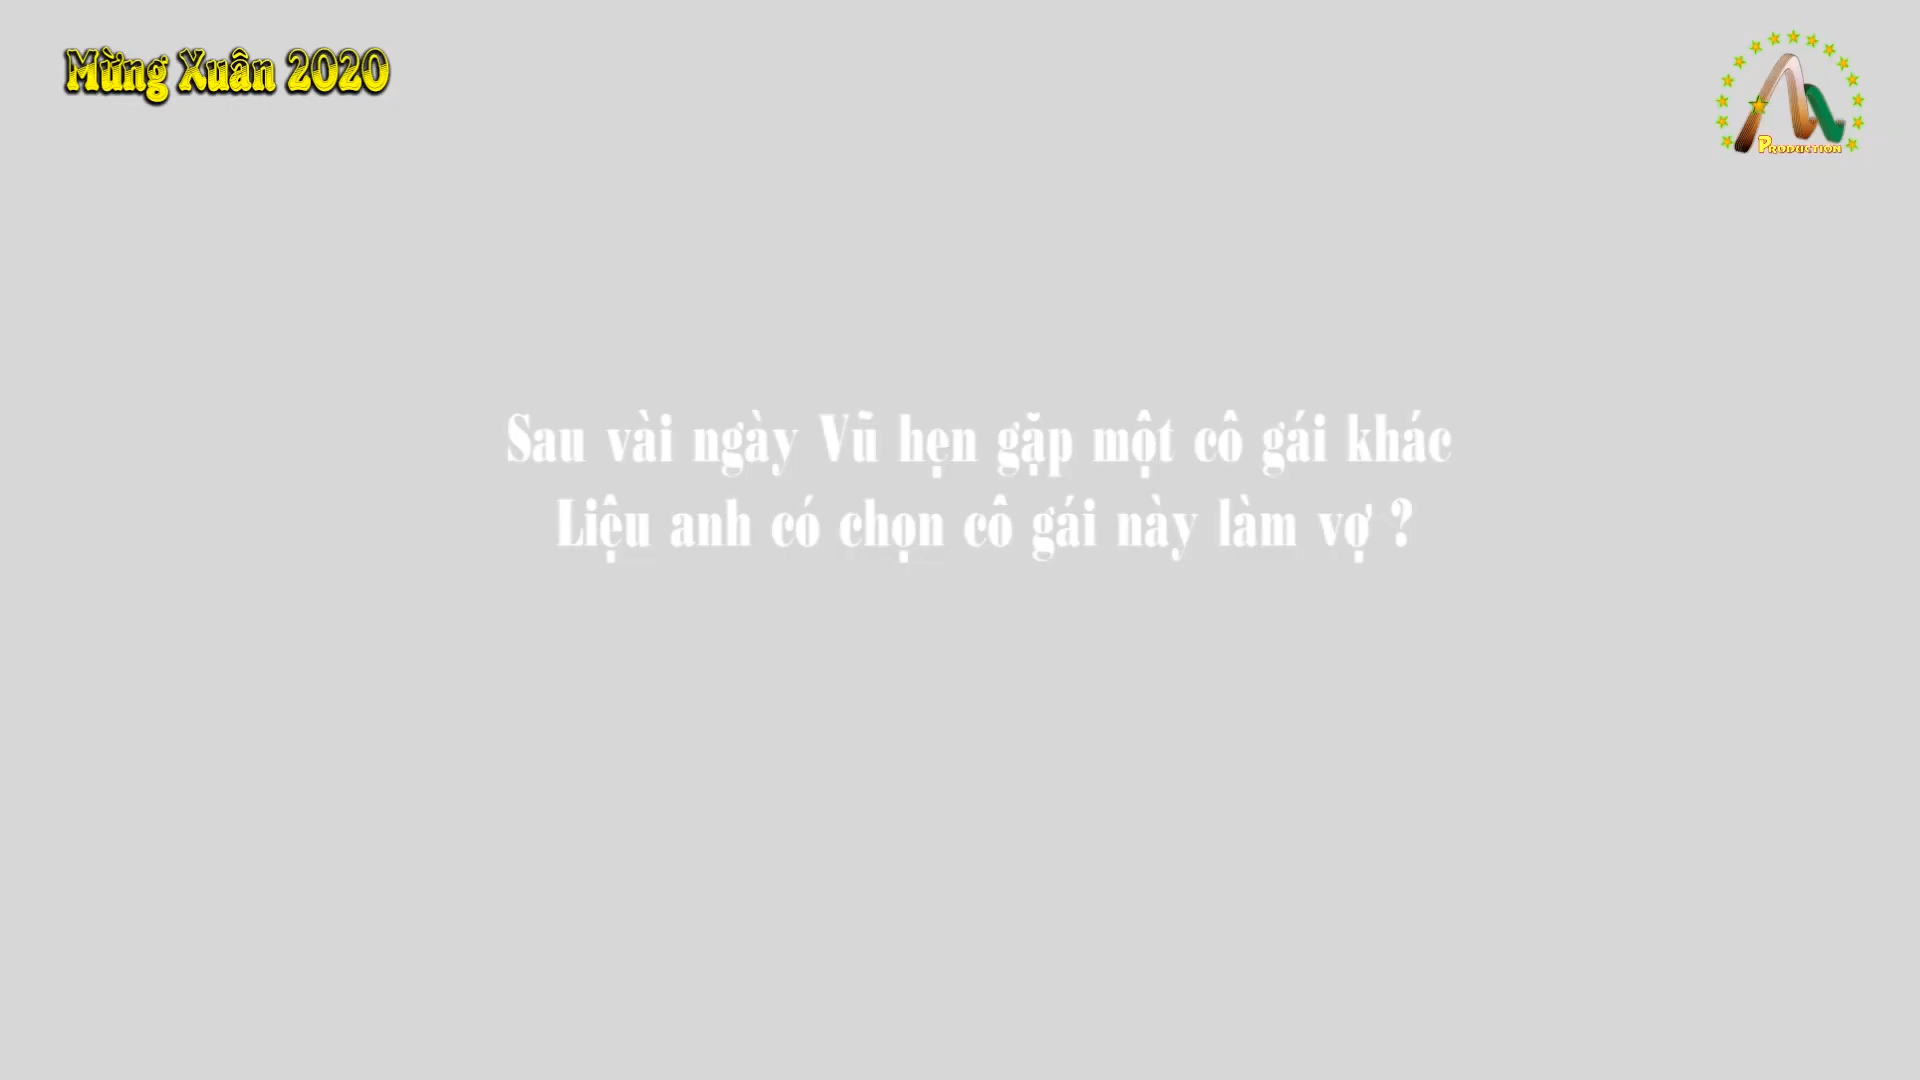 Mừng Xuân 2020
Production
Sau vài ngày Vũ hẹn gặp một cô gái khác
Liệu anh có chọn cô gái này làm vợ ?